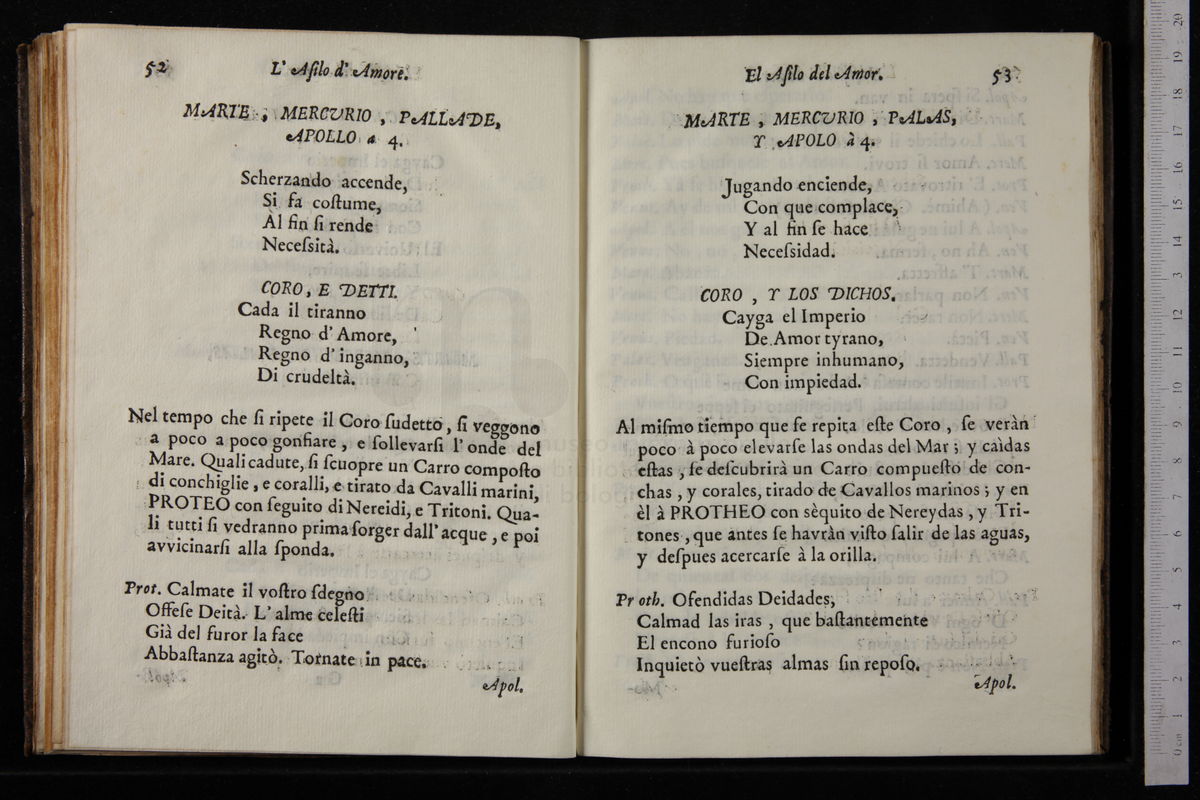 52 L' Aſilo d' Amore.
MARTE, MERCVRIO, PALLADE,
APOLLO a 4.
Scherzando accende,
Si fa coſtume,
Al fin ſi rende
Neceſsità.
CORO, E DETTI.
Cada il tiranno
Regno d' Amore,
Regno d' inganno,
Di crudeltà.
Nel tempo che ſi ripete il Coro ſudetto, ſi veggono
a poco a poco gonfiare, e ſollevarſi l' onde del
Mare. Quali cadute, ſi ſcuopre un Carro compoſto
di conchiglie, e coralli, e tirato da Cavalli marini,
PROTEO con ſeguito di Nereidi, e Tritoni. Qua-
li tutti ſi vedranno prima ſorger dall' acque, e poi
avvicinarſi alla ſponda.
Prot. Calmate il voſtro ſdegno
Offeſe Deità. L' alme celeſti
Già del furor la face
Abbaſtanza agitò. Tornate in pace.
Apol.
El Aſilo del Amor. 53
MARTE, MERCVRIO, PALAS,
Y APOLO à 4.
Jugando enciende,
Con que complace,
Y al fin ſe hace
Neceſsidad.
CORO, Y LOS DICHOS.
Cayga el Imperio
De Amor tyrano,
Siempre inhumano,
Con impiedad.
Al miſmo tiempo que ſe repita eſte Coro, ſe veràn
poco à poco elevarſe las ondas del Mar; y caìdas
eſtas, ſe deſcubrirà un Carro compueſto de con-
chas, y corales, tirado de Cavallos marinos; y en
èl à PROTHEO con sèquito de Nereydas, y Tri-
tones, que antes ſe havràn viſto ſalir de las aguas,
y deſpues acercarſe à la orilla.
Proth. Ofendidas Deidades,
Calmad las iras, que baſtantemente
El encono furioſo
Inquietò vueſtras almas ſin repoſo.
Apol.